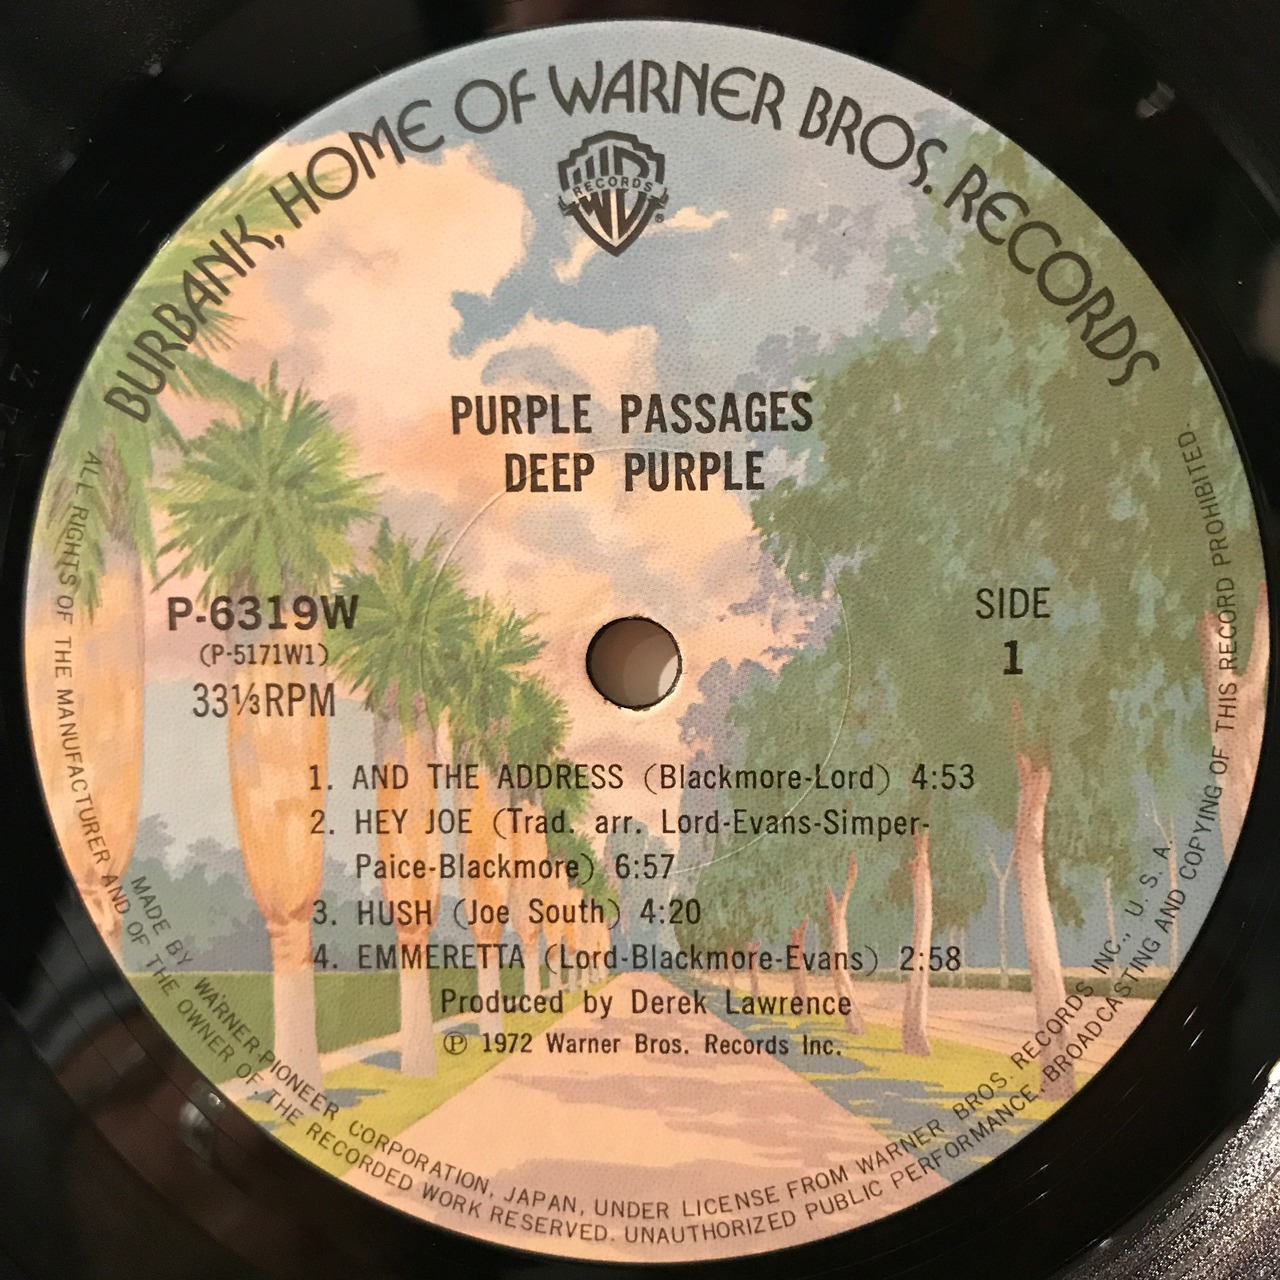 BURBANK, HOME OF WARNER BROS. RECORDS
RECORDS
®
PURPLE PASSAGES
DEEP PURPLE
P-6319W
(P-5171W1)
33⅓RPM
SIDE
1
1. AND THE ADDRESS (Blackmore-Lord) 4:53
2. HEY JOE (Trad. arr. Lord-Evans-Simper-
Paice-Blackmore) 6:57
3. HUSH (Joe South) 4:20
4. EMMERETTA (Lord-Blackmore-Evans) 2:58
Produced by Derek Lawrence
℗ 1972 Warner Bros. Records Inc.
MADE BY WARNER-PIONEER CORPORATION, JAPAN, UNDER LICENSE FROM WARNER BROS. RECORDS INC., U. S. A.
ALL RIGHTS OF THE MANUFACTURER AND OF THE OWNER OF THE RECORDED WORK RESERVED. UNAUTHORIZED PUBLIC PERFORMANCE, BROADCASTING AND COPYING OF THIS RECORD PROHIBITED.